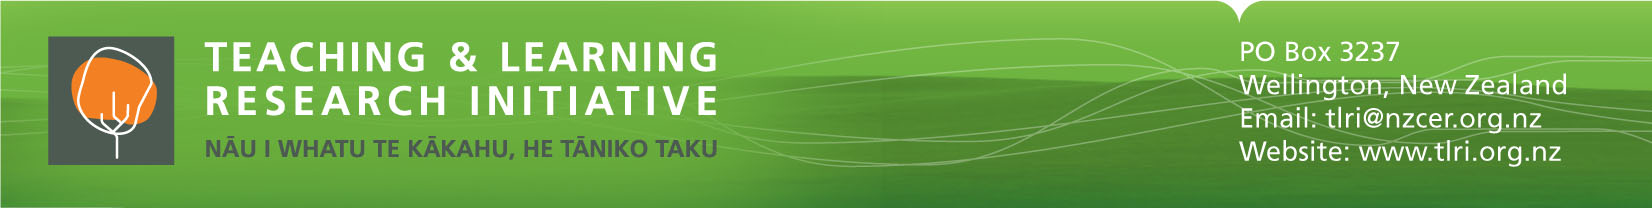 TEACHING & LEARNING
RESEARCH INITIATIVE
NĀU I WHATU TE KĀKAHU, HE TĀNIKO TAKU
PO Box 3237
Wellington, New Zealand
Email: tlri@nzcer.org.nz
Website: www.tlri.org.nz